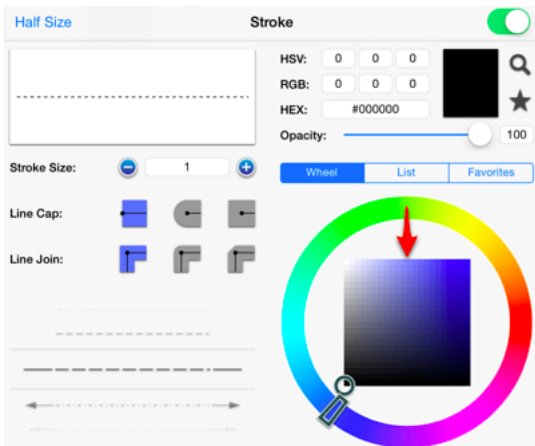 Half Size
Stroke
HSV: 0 0 0
RGB: 0 0 0
HEX: #000000
Opacity: 100
Stroke Size: 1
Wheel List Favorites
Line Cap:
Line Join: